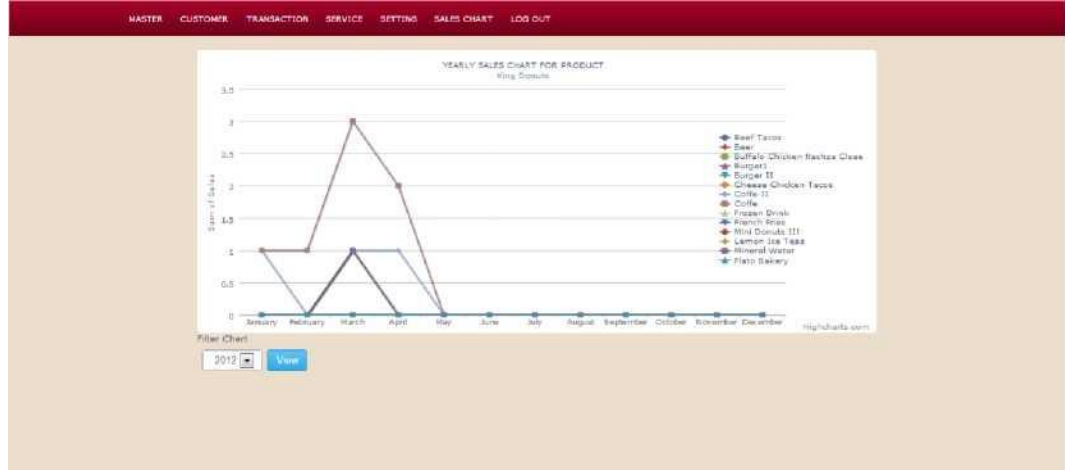 MASTER CUSTOMER TRANSACTION SERVICE SETTING SALES CHART LOG OUT
YEARLY SALES CHART FOR PRODUCT
King Donuts
3.5
3
2.5
2
1.5
1
0.5
0
Sum of Sales
January February March April May June July August September October November December
Beef Tacos
Beer
Buffalo Chicken Nachos Claso
Burger I
Burger II
Cheese Chicken Tacos
Coffe II
Coffe
Frozen Drink
French Fries
Mini Donuts III
Lemon Ice Teas
Mineral Water
Plato Bakery
Highcharts.com
Filter Chart
2012 View